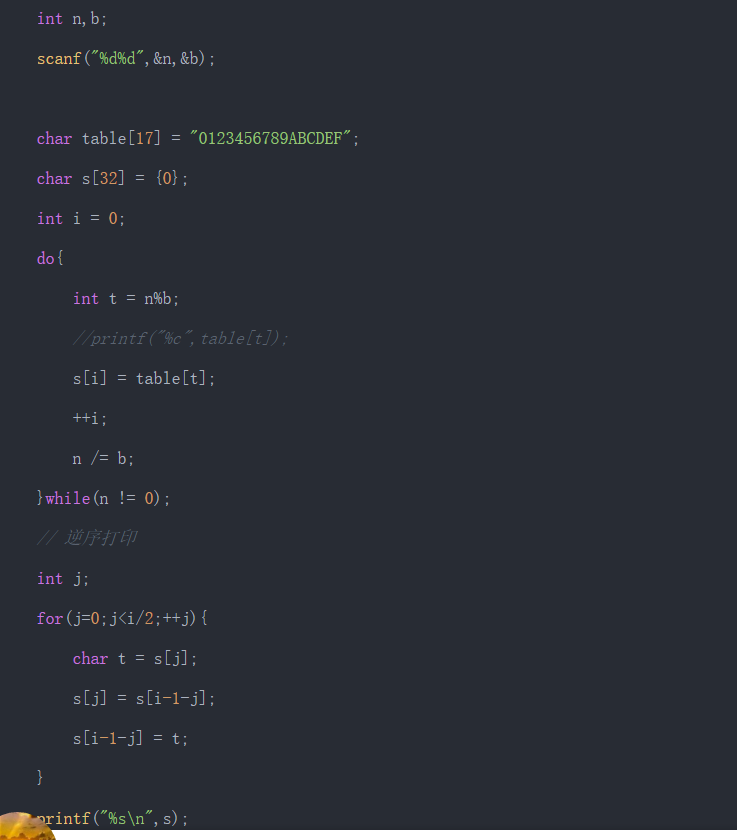 int n,b;
scanf("%d%d",&n,&b);
char table[17] = "0123456789ABCDEF";
char s[32] = {0};
int i = 0;
do{
int t = n%b;
//printf("%c",table[t]);
s[i] = table[t];
++i;
n /= b;
}while(n != 0);
// 逆序打印
int j;
for(j=0;j<i/2;++j){
char t = s[j];
s[j] = s[i-1-j];
s[i-1-j] = t;
}
printf("%s\n",s);